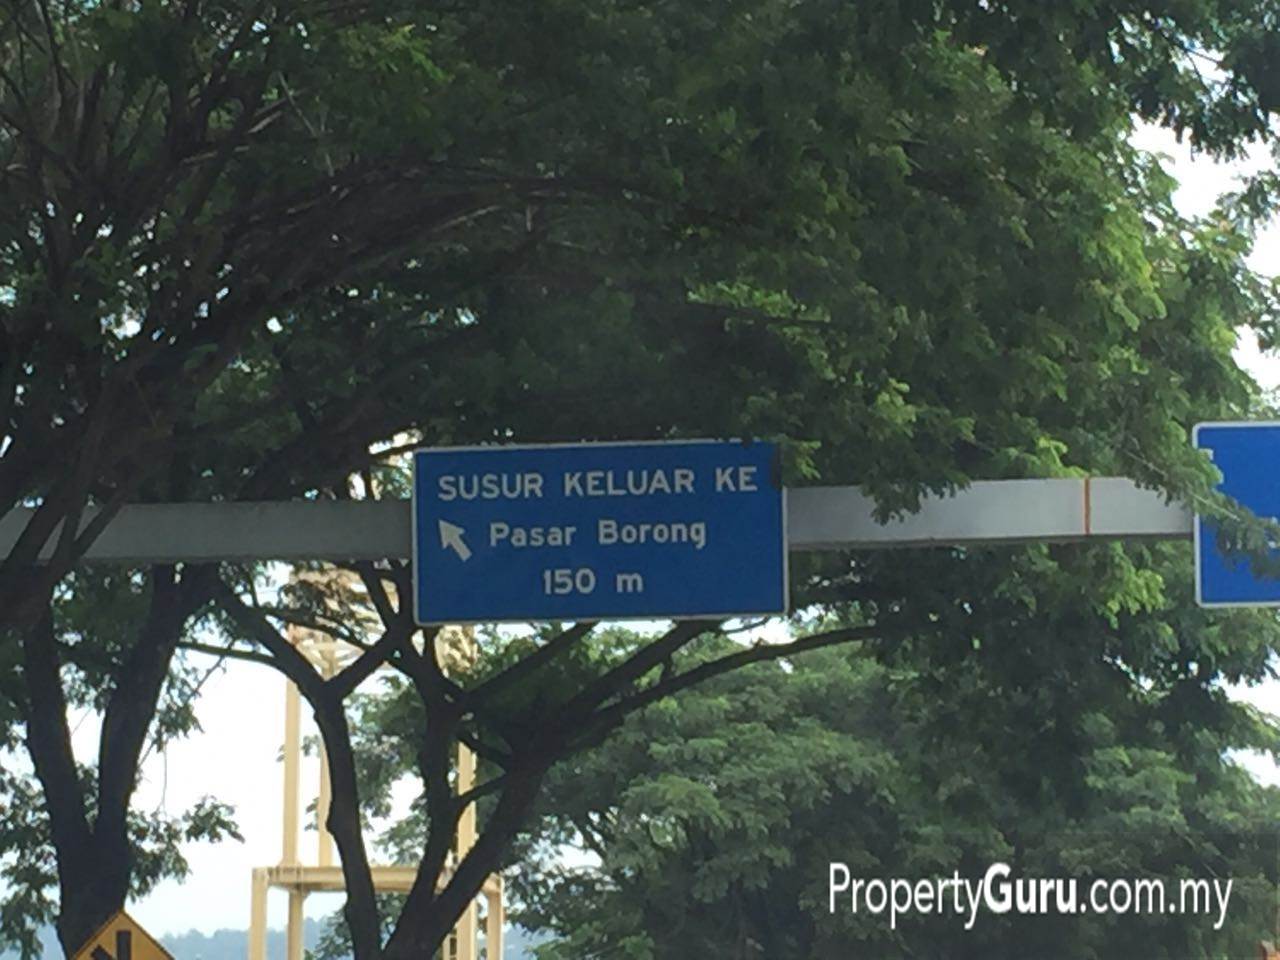 SUSUR KELUAR KE
Pasar Borong
150 m
PropertyGuru.com.my